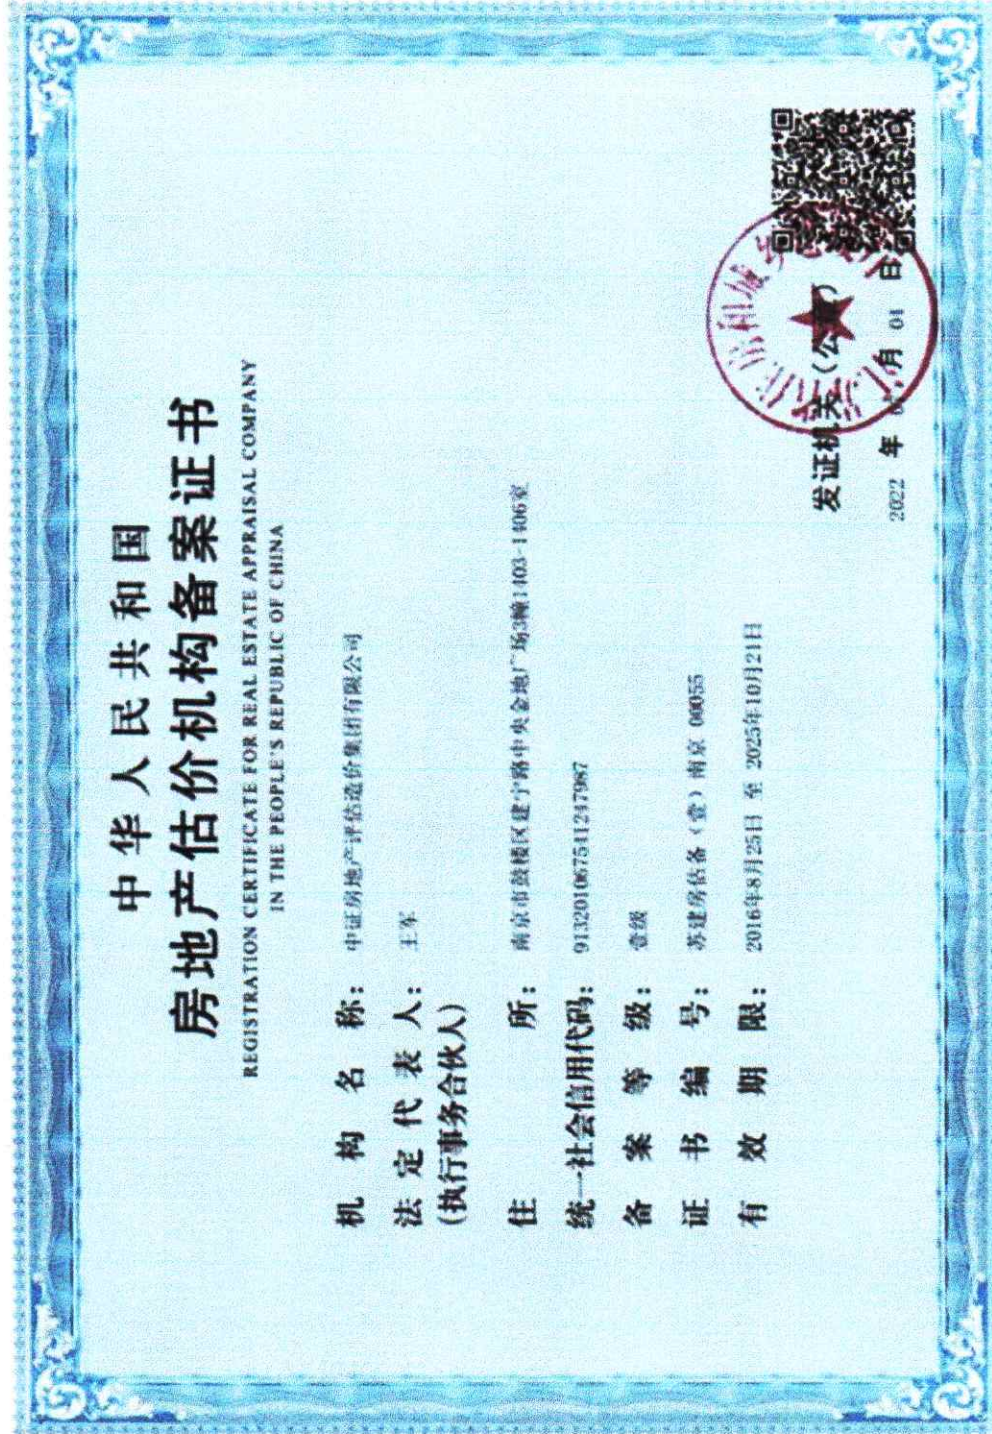 中华人民共和国
房地产估价机构备案证书
REGISTRATION CERTIFICATE FOR REAL ESTATE APPRAISAL COMPANY
IN THE PEOPLE'S REPUBLIC OF CHINA
机构名称：中证房地产评估造价集团有限公司
法定代表人：王军
(执行事务合伙人)
住所：南京市鼓楼区建宁路中央金地广场3幢1403-1406室
统一社会信用代码：913201067541247987
备案等级：壹级
证书编号：苏建房估备（壹）南京 00055
有效期限：2016年8月25日 至 2025年10月21日
发证机关（公章）
2022 年 月 01 日